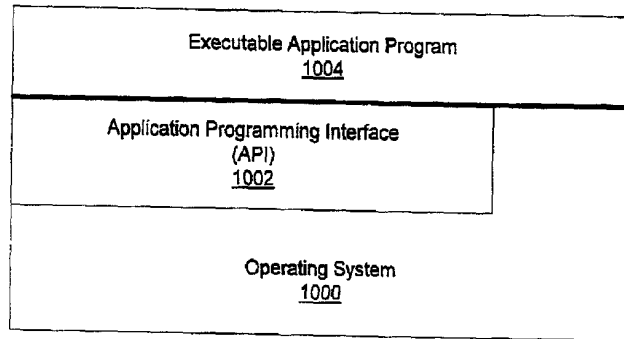 Executable Application Program
1004
Application Programming Interface
(API)
1002
Operating System
1000